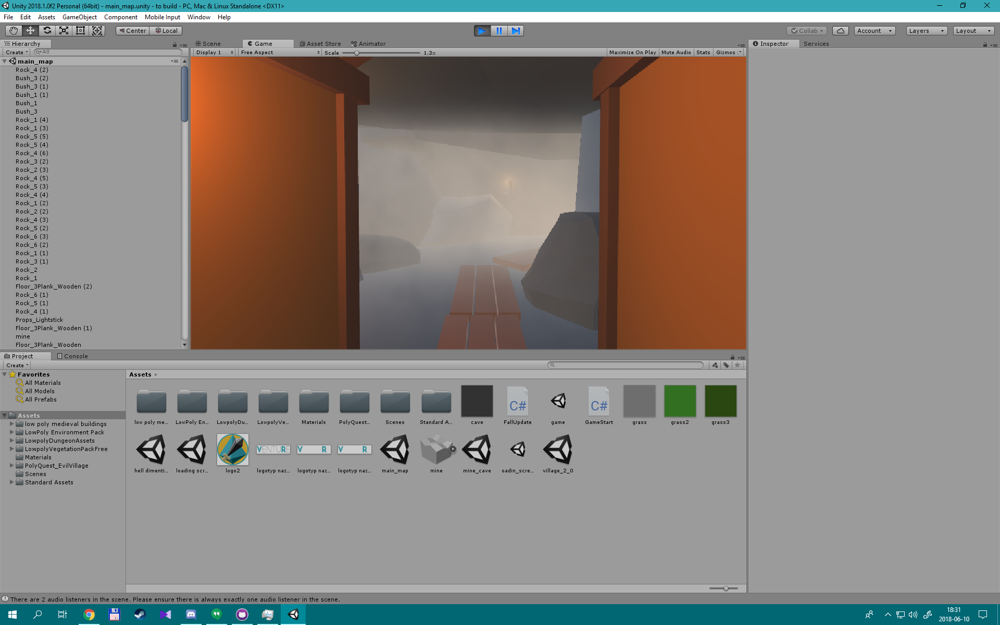 Unity 2018.1.0f2 Personal (64bit) - main_map.unity - to build - PC, Mac & Linux Standalone <DX11>
File Edit Assets GameObject Component Mobile Input Window Help
Center Local Collab Account Layers Layout
Hierarchy
Create All
main_map
Rock_4 (2)
Bush_3 (2)
Bush_3 (1)
Bush_1 (1)
Bush_1
Bush_3
Rock_1 (4)
Rock_1 (3)
Rock_5 (5)
Rock_5 (4)
Rock_4 (6)
Rock_3 (2)
Rock_2 (3)
Rock_4 (5)
Rock_5 (3)
Rock_4 (4)
Rock_1 (2)
Rock_2 (2)
Rock_4 (3)
Rock_5 (2)
Rock_6 (3)
Rock_6 (2)
Rock_1 (1)
Rock_3 (1)
Rock_2
Rock_1
Floor_3Plank_Wooden (2)
Rock_6 (1)
Rock_5 (1)
Rock_4 (1)
Props_Lightstick
Floor_3Plank_Wooden (1)
mine
Floor_3Plank_Wooden
Scene Game Asset Store Animator
Display 1 Free Aspect Scale 1.3x Maximize On Play Mute Audio Stats Gizmos
Inspector Services
Project Console
Create
Favorites
All Materials
All Models
All Prefabs
Assets
low poly medieval buildings
LowPoly Environment Pack
LowpolyDungeonAssets
LowpolyVegetationPackFree
Materials
PolyQuest_EvilVillage
Scenes
Standard Assets
Assets
C# C#
low poly me... LowPoly En... LowpolyDu... LowpolyVe... Materials PolyQuest... Scenes Standard A... cave FallUpdate game GameStart grass grass2 grass3
VENTURE V R V R
hell dimenti... loading scr... logo2 logotyp naz... logotyp naz... logotyp naz... main_map mine mine_cave oadin_scre... village_2_0
There are 2 audio listeners in the scene. Please ensure there is always exactly one audio listener in the scene.
18:31
2018-06-10